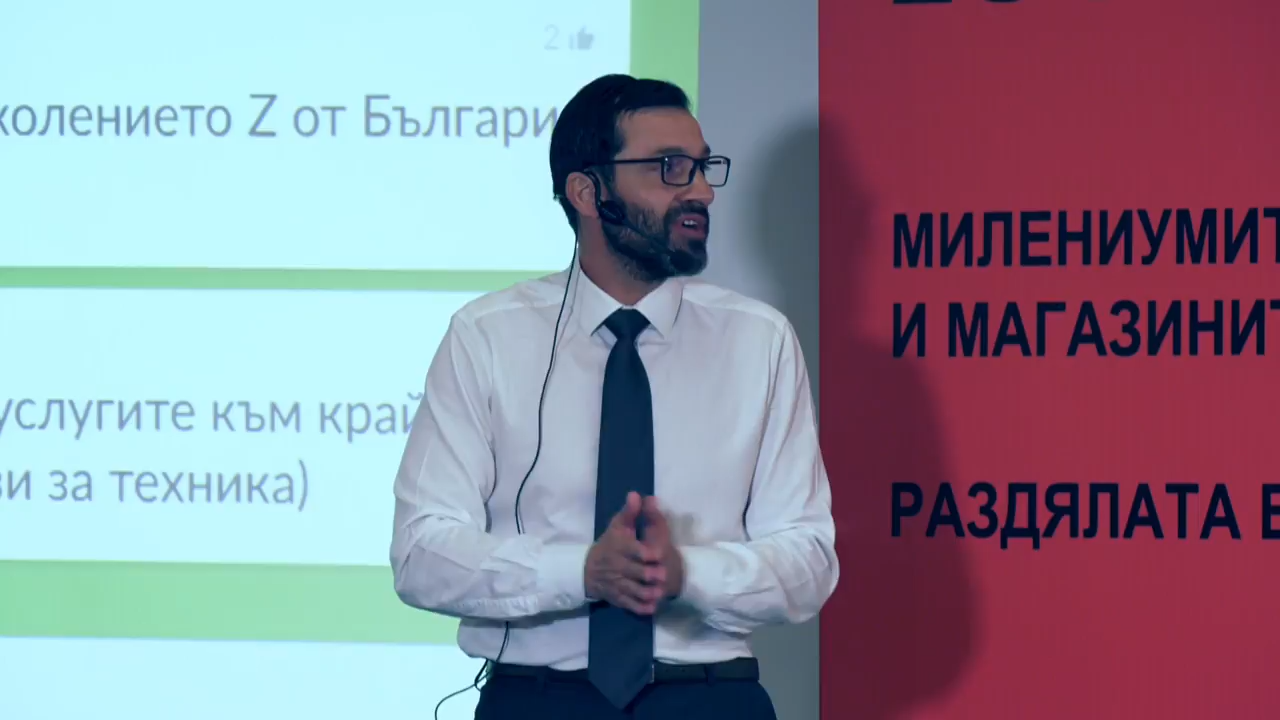 2
колението Z от Българи
услугите към край
зи за техника)
МИЛЕНИУМИТ
И МАГАЗИНИТ
РАЗДЯЛАТА